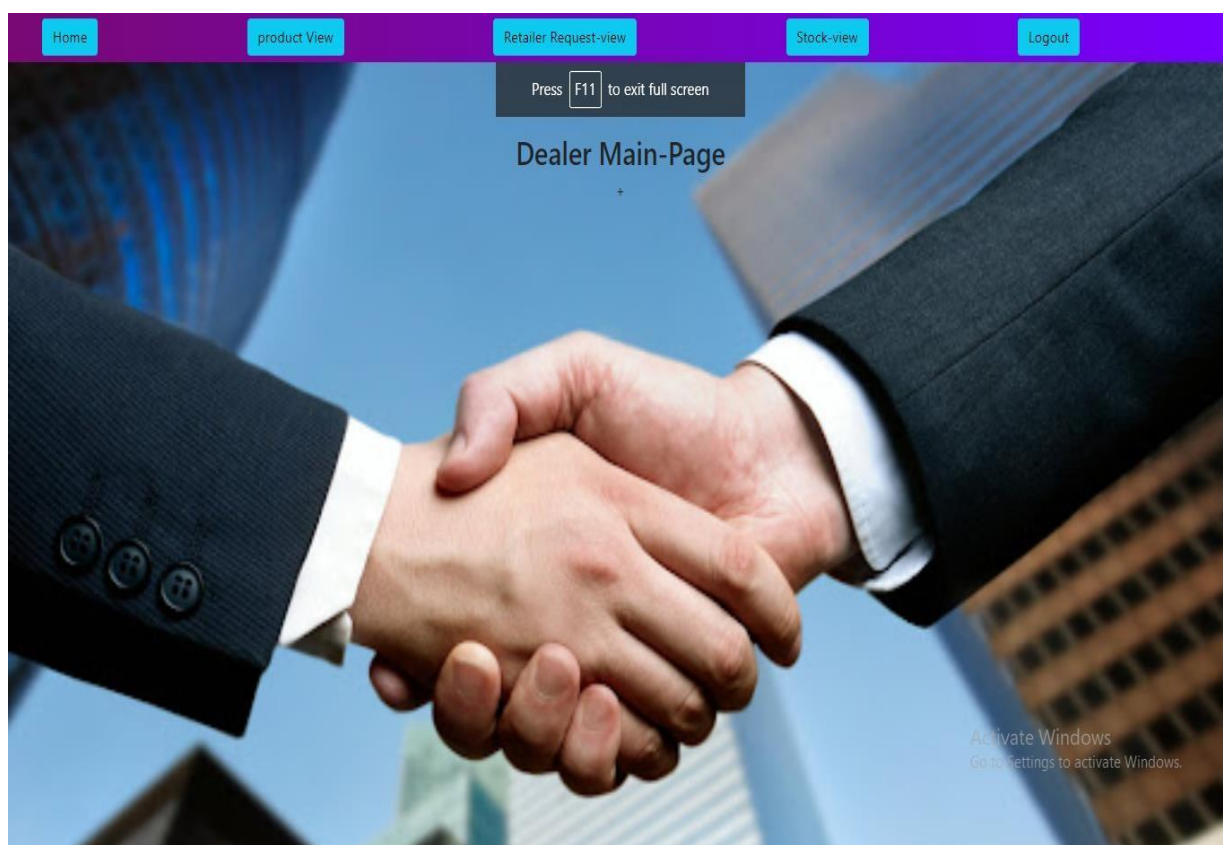 Home
product View
Retailer Request-view
Stock-view
Logout
Press F11 to exit full screen
Dealer Main-Page
+
Activate Windows
Go to Settings to activate Windows.